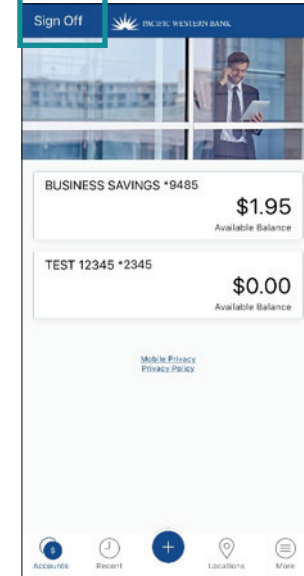 Sign Off
PACIFIC WESTERN BANK
BUSINESS SAVINGS *9485
$1.95
Available Balance
TEST 12345 *2345
$0.00
Available Balance
Mobile Privacy
Privacy Policy
Accounts Recent Locations More